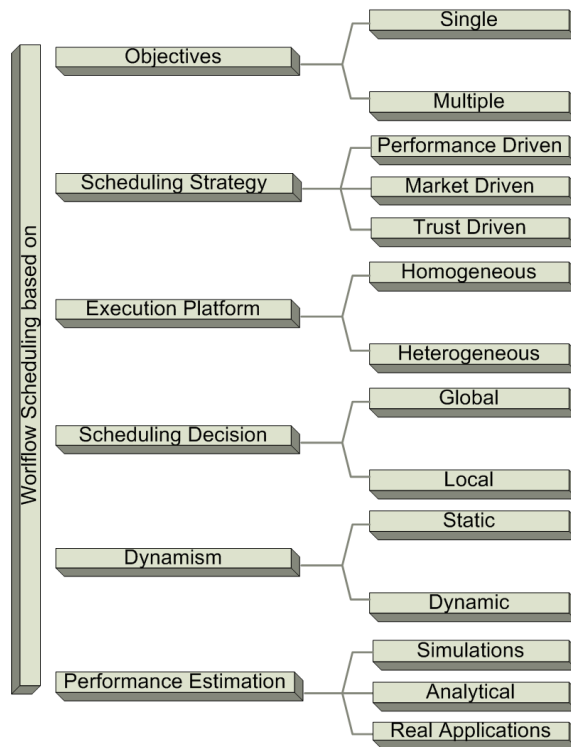 Worlflow Scheduling based on
Objectives
Single
Multiple
Scheduling Strategy
Performance Driven
Market Driven
Trust Driven
Execution Platform
Homogeneous
Heterogeneous
Scheduling Decision
Global
Local
Dynamism
Static
Dynamic
Performance Estimation
Simulations
Analytical
Real Applications